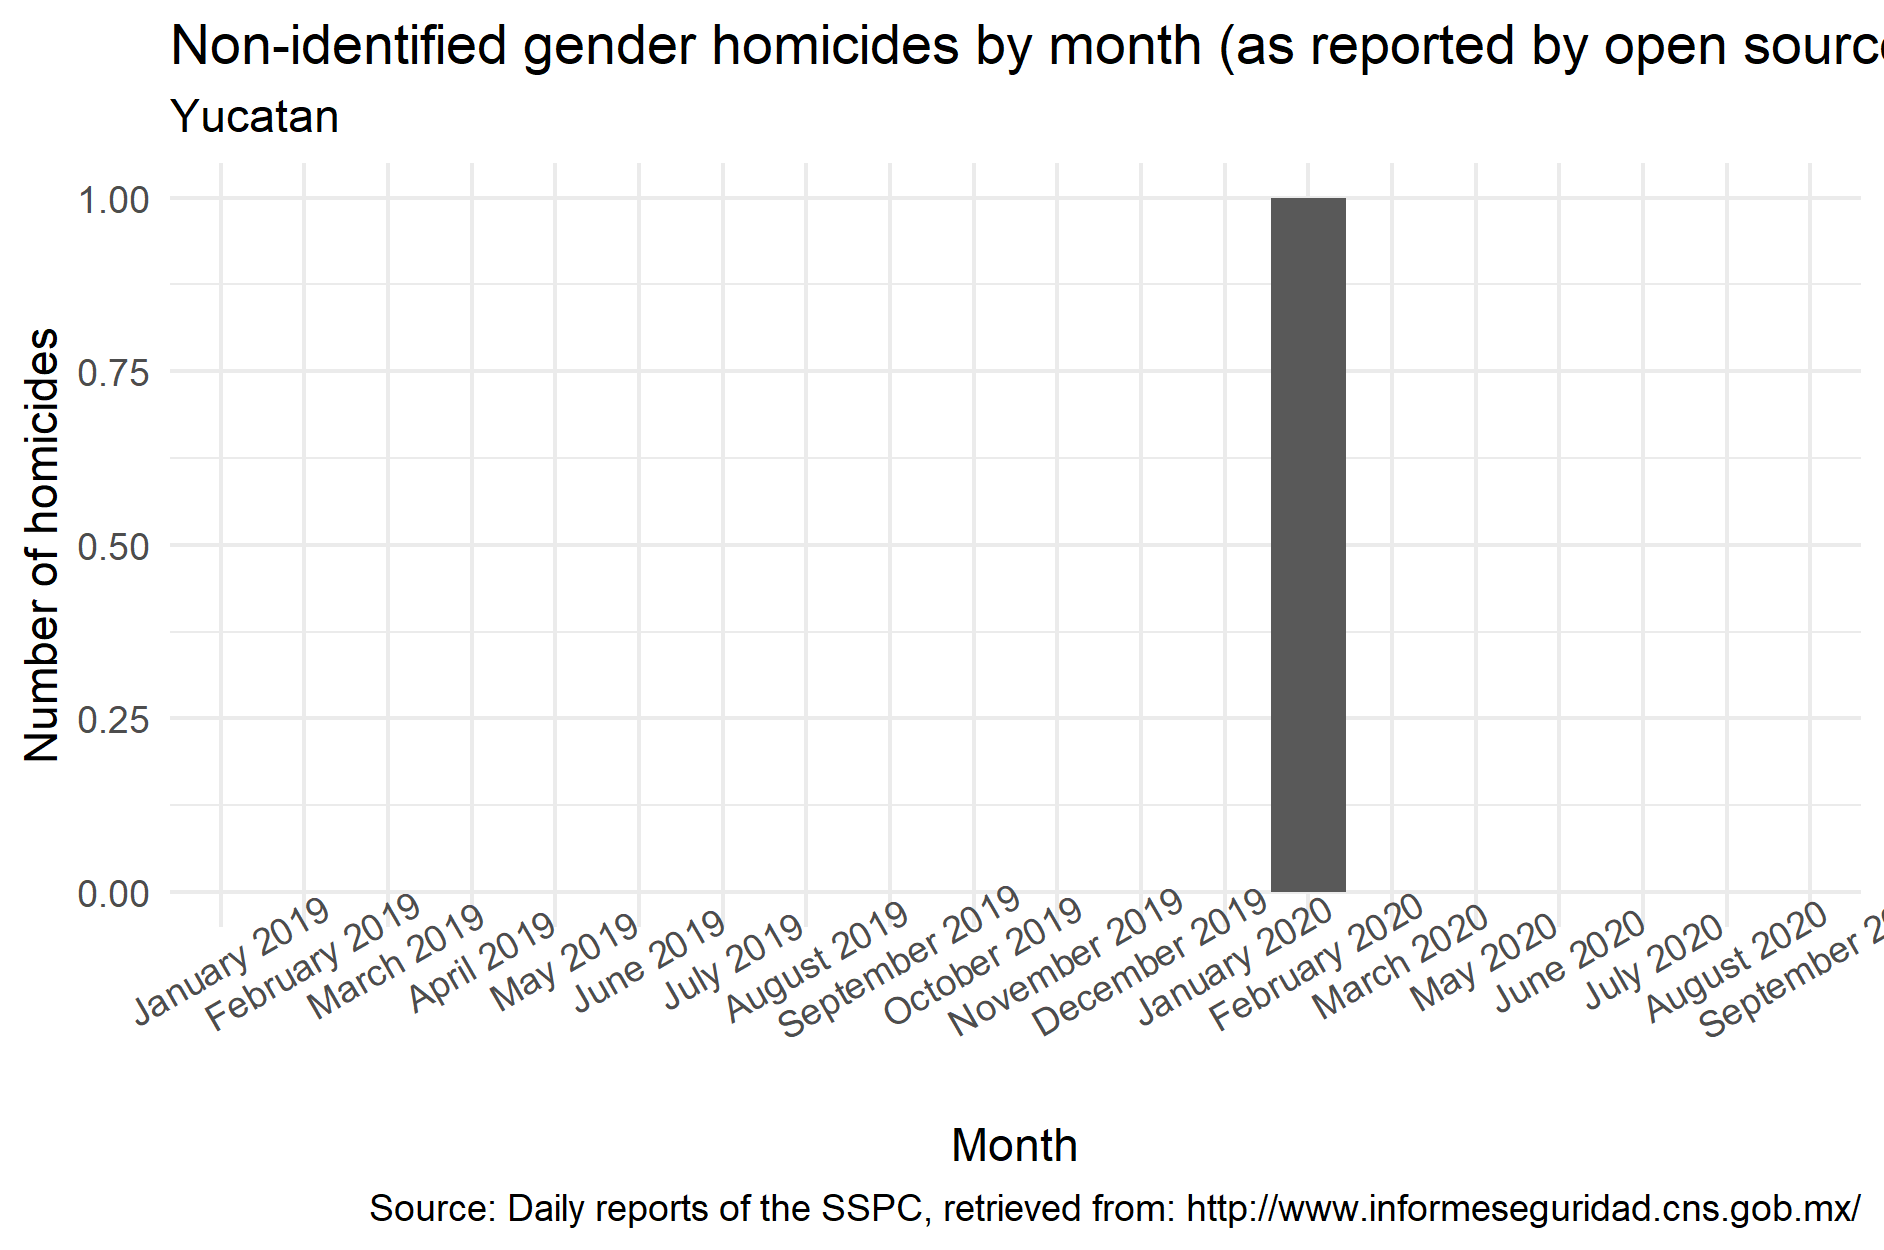 Non-identified gender homicides by month (as reported by open source
Yucatan
Number of homicides
1.00
0.75
0.50
0.25
0.00
January 2019
February 2019
March 2019
April 2019
May 2019
June 2019
July 2019
August 2019
September 2019
October 2019
November 2019
December 2019
January 2020
February 2020
March 2020
May 2020
June 2020
July 2020
August 2020
September 20
Month
Source: Daily reports of the SSPC, retrieved from: http://www.informeseguridad.cns.gob.mx/